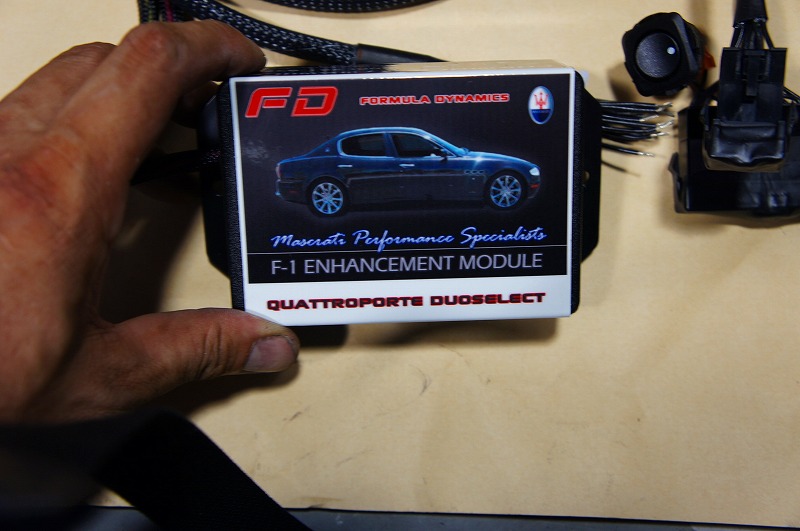 FD FORMULA DYNAMICS
Maserati Performance Specialists
F-1 ENHANCEMENT MODULE
QUATTROPORTE DUOSELECT